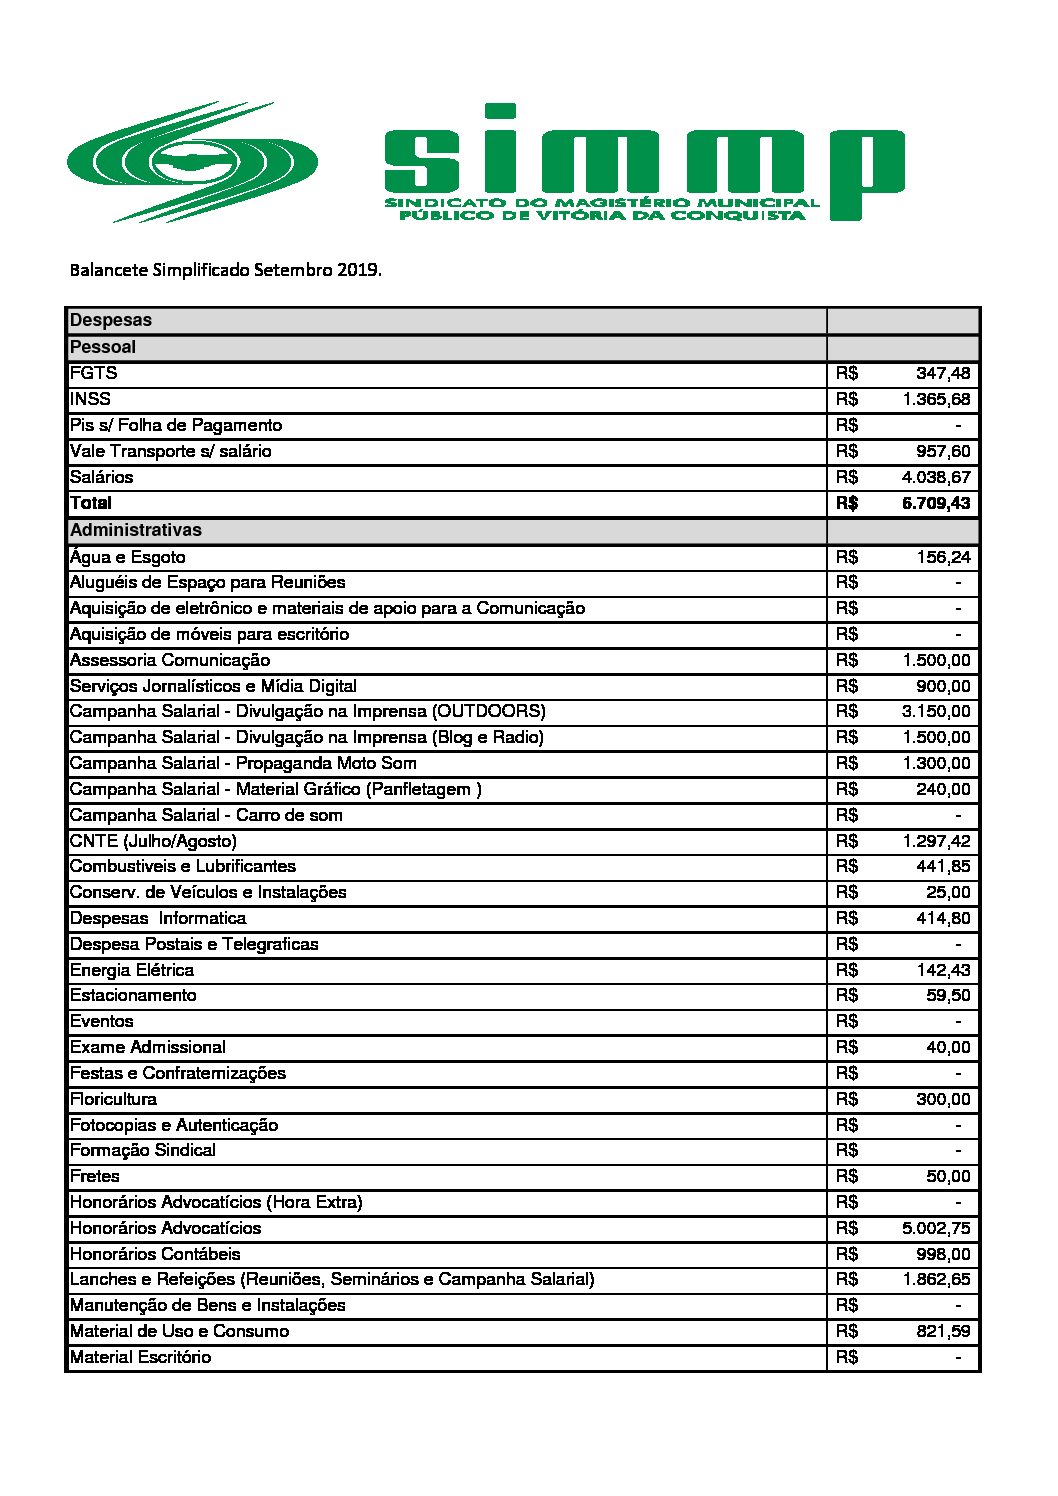 simmp
SINDICATO DO MAGISTÉRIO MUNICIPAL
PÚBLICO DE VITÓRIA DA CONQUISTA
Balancete Simplificado Setembro 2019.
Despesas
Pessoal
FGTS R$ 347,48
INSS R$ 1.365,68
Pis s/ Folha de Pagamento R$ -
Vale Transporte s/ salário R$ 957,60
Salários R$ 4.038,67
Total R$ 6.709,43
Administrativas
Água e Esgoto R$ 156,24
Aluguéis de Espaço para Reuniões R$ -
Aquisição de eletrônico e materiais de apoio para a Comunicação R$ -
Aquisição de móveis para escritório R$ -
Assessoria Comunicação R$ 1.500,00
Serviços Jornalísticos e Mídia Digital R$ 900,00
Campanha Salarial - Divulgação na Imprensa (OUTDOORS) R$ 3.150,00
Campanha Salarial - Divulgação na Imprensa (Blog e Radio) R$ 1.500,00
Campanha Salarial - Propaganda Moto Som R$ 1.300,00
Campanha Salarial - Material Gráfico (Panfletagem ) R$ 240,00
Campanha Salarial - Carro de som R$ -
CNTE (Julho/Agosto) R$ 1.297,42
Combustiveis e Lubrificantes R$ 441,85
Conserv. de Veículos e Instalações R$ 25,00
Despesas  Informatica R$ 414,80
Despesa Postais e Telegraficas R$ -
Energia Elétrica R$ 142,43
Estacionamento R$ 59,50
Eventos R$ -
Exame Admissional R$ 40,00
Festas e Confraternizações R$ -
Floricultura R$ 300,00
Fotocopias e Autenticação R$ -
Formação Sindical R$ -
Fretes R$ 50,00
Honorários Advocatícios (Hora Extra) R$ -
Honorários Advocatícios R$ 5.002,75
Honorários Contábeis R$ 998,00
Lanches e Refeições (Reuniões, Seminários e Campanha Salarial) R$ 1.862,65
Manutenção de Bens e Instalações R$ -
Material de Uso e Consumo R$ 821,59
Material Escritório R$ -